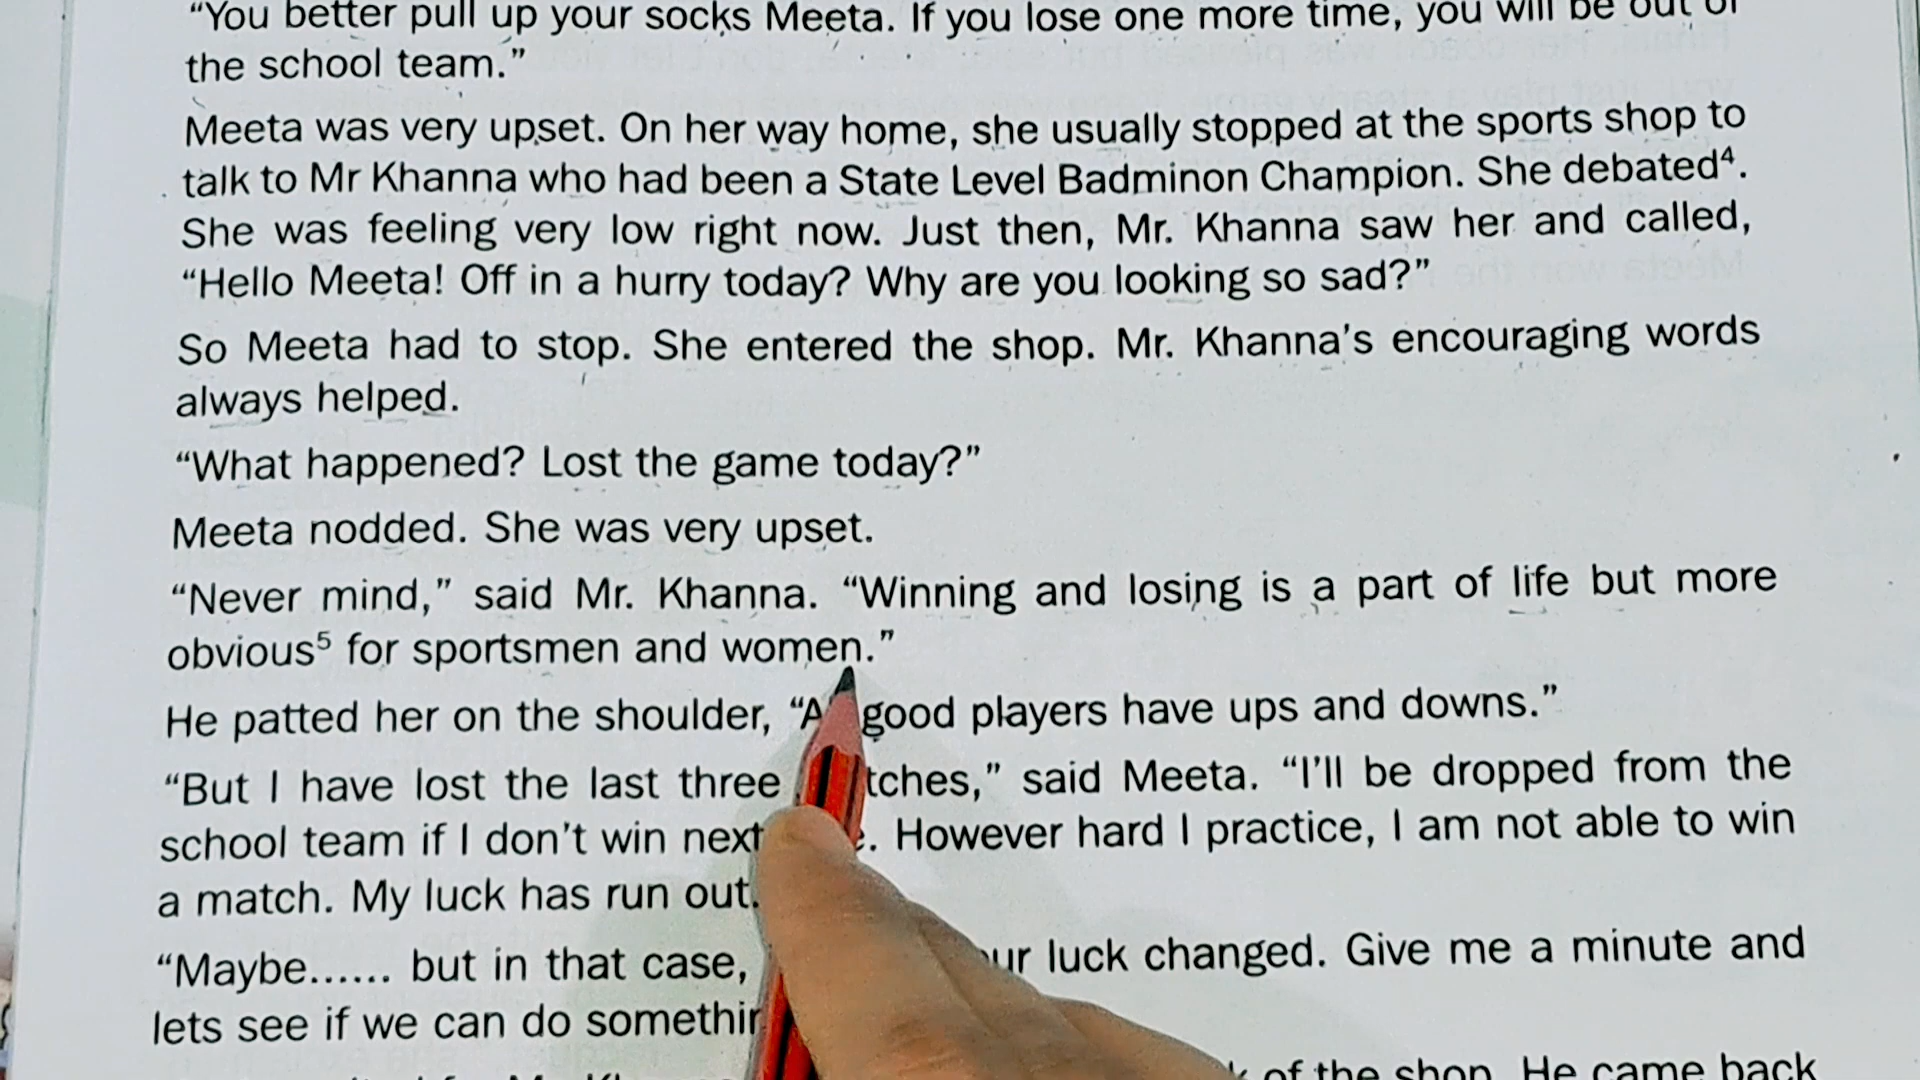 “You better pull up your socks Meeta. If you lose one more time, you will be out of
the school team.”
Meeta was very upset. On her way home, she usually stopped at the sports shop to
talk to Mr Khanna who had been a State Level Badminon Champion. She debated⁴.
She was feeling very low right now. Just then, Mr. Khanna saw her and called,
“Hello Meeta! Off in a hurry today? Why are you looking so sad?”
So Meeta had to stop. She entered the shop. Mr. Khanna’s encouraging words
always helped.
“What happened? Lost the game today?”
Meeta nodded. She was very upset.
“Never mind,” said Mr. Khanna. “Winning and losing is a part of life but more
obvious⁵ for sportsmen and women.”
He patted her on the shoulder, good players have ups and downs.”
“But I have lost the last three tches,” said Meeta. “I’ll be dropped from the
school team if I don’t win next However hard I practice, I am not able to win
a match. My luck has run out.
“Maybe...... but in that case, luck changed. Give me a minute and
lets see if we can do
of the shop. He came back